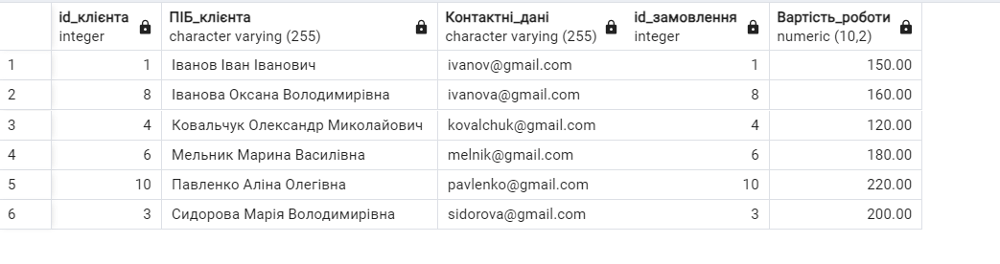 id_клієнта ПІБ_клієнта Контактні_дані id_замовлення Вартість_роботи
integer character varying (255) character varying (255) integer numeric (10,2)
1 1 Іванов Іван Іванович ivanov@gmail.com 1 150.00
2 8 Іванова Оксана Володимирівна ivanova@gmail.com 8 160.00
3 4 Ковальчук Олександр Миколайович kovalchuk@gmail.com 4 120.00
4 6 Мельник Марина Василівна melnik@gmail.com 6 180.00
5 10 Павленко Аліна Олегівна pavlenko@gmail.com 10 220.00
6 3 Сидорова Марія Володимирівна sidorova@gmail.com 3 200.00